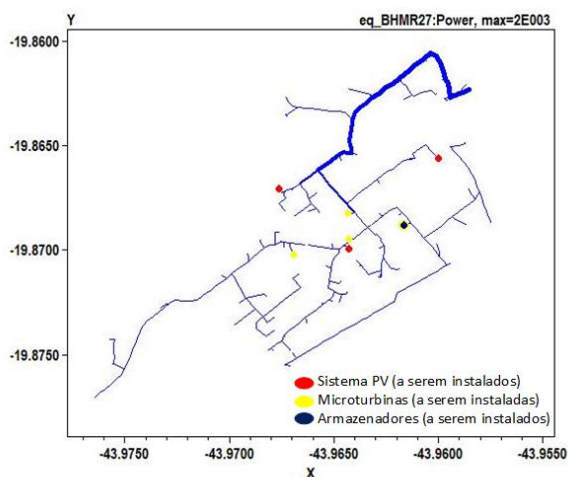 Y
eq_BHMR27:Power, max=2E003
-19.8600
-19.8650
-19.8700
-19.8750
Sistema PV (a serem instalados)
Microturbinas (a serem instaladas)
Armazenadores (a serem instalados)
-43.9750 -43.9700 -43.9650 -43.9600 -43.9550
X